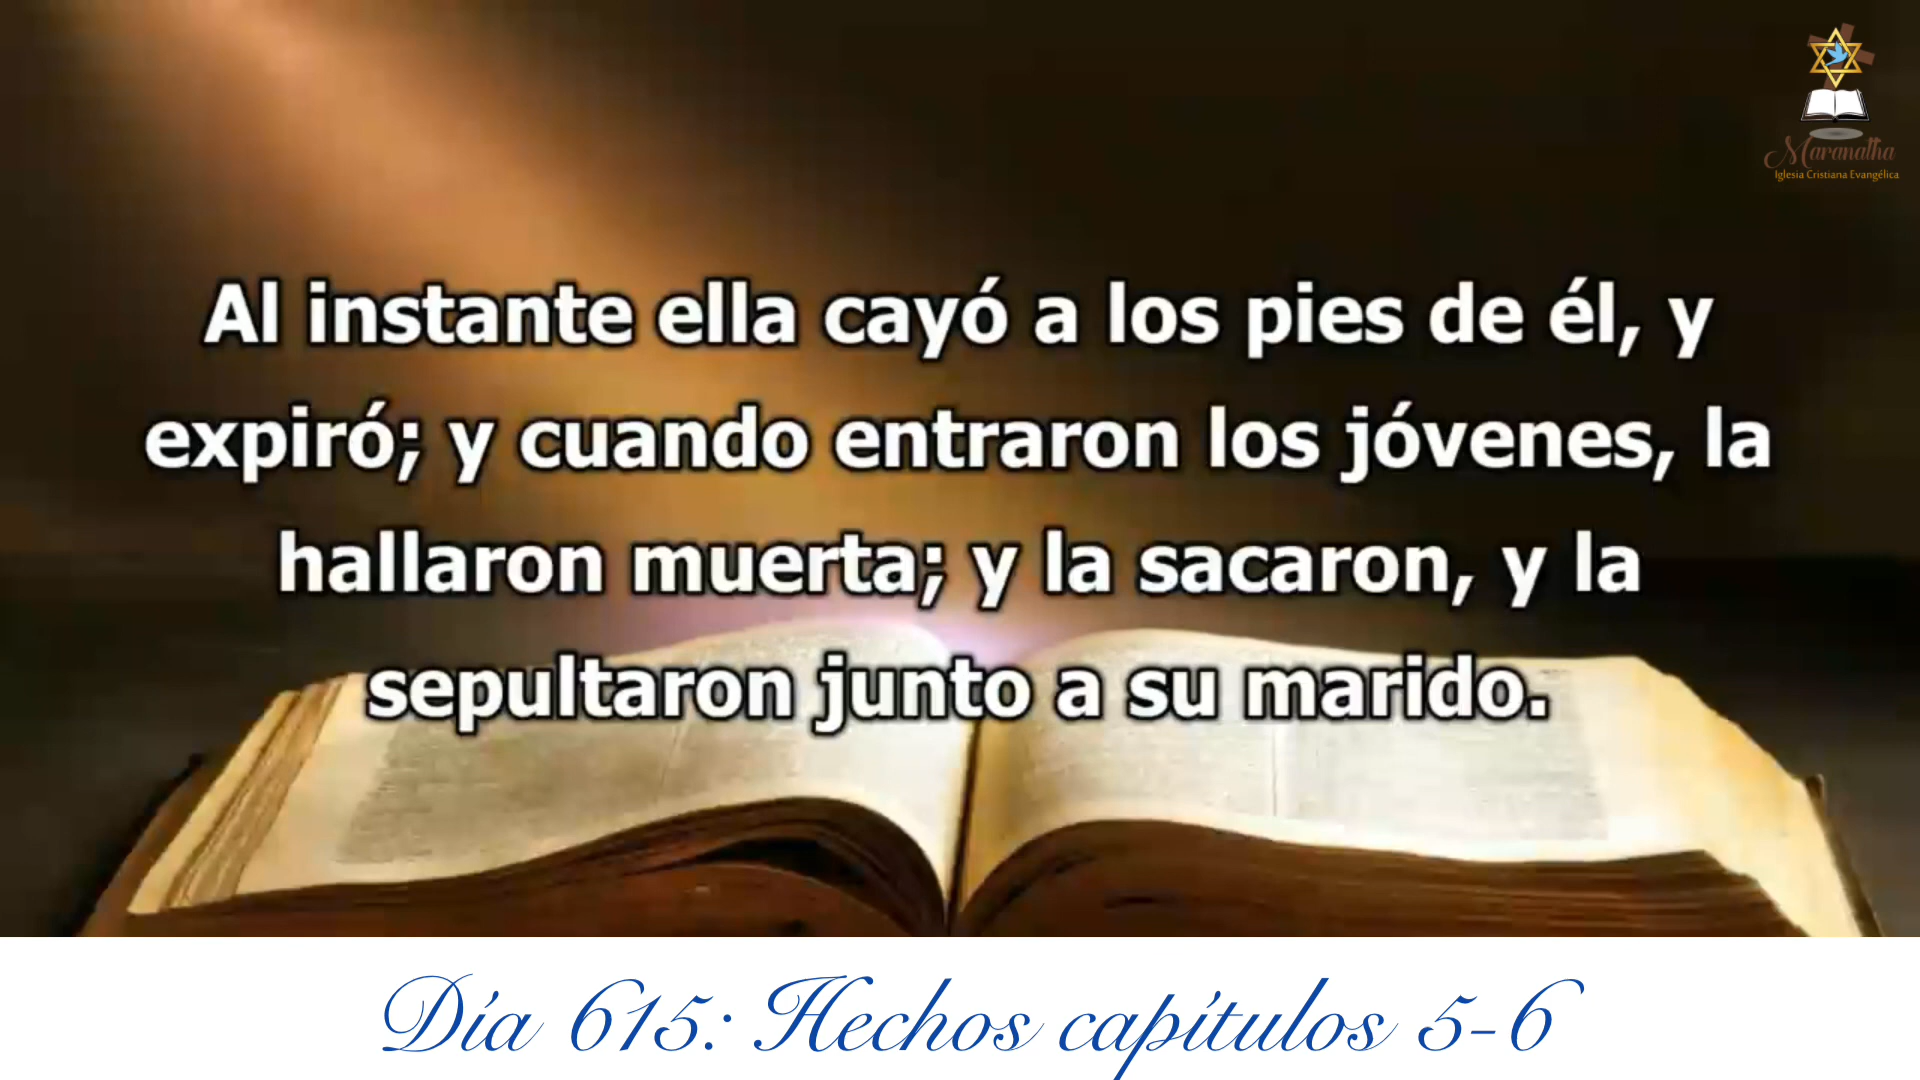 Maranatha
Iglesia Cristiana Evangélica
Al instante ella cayó a los pies de él, y
expiró; y cuando entraron los jóvenes, la
hallaron muerta; y la sacaron, y la
sepultaron junto a su marido.
Día 615: Hechos capítulos 5-6